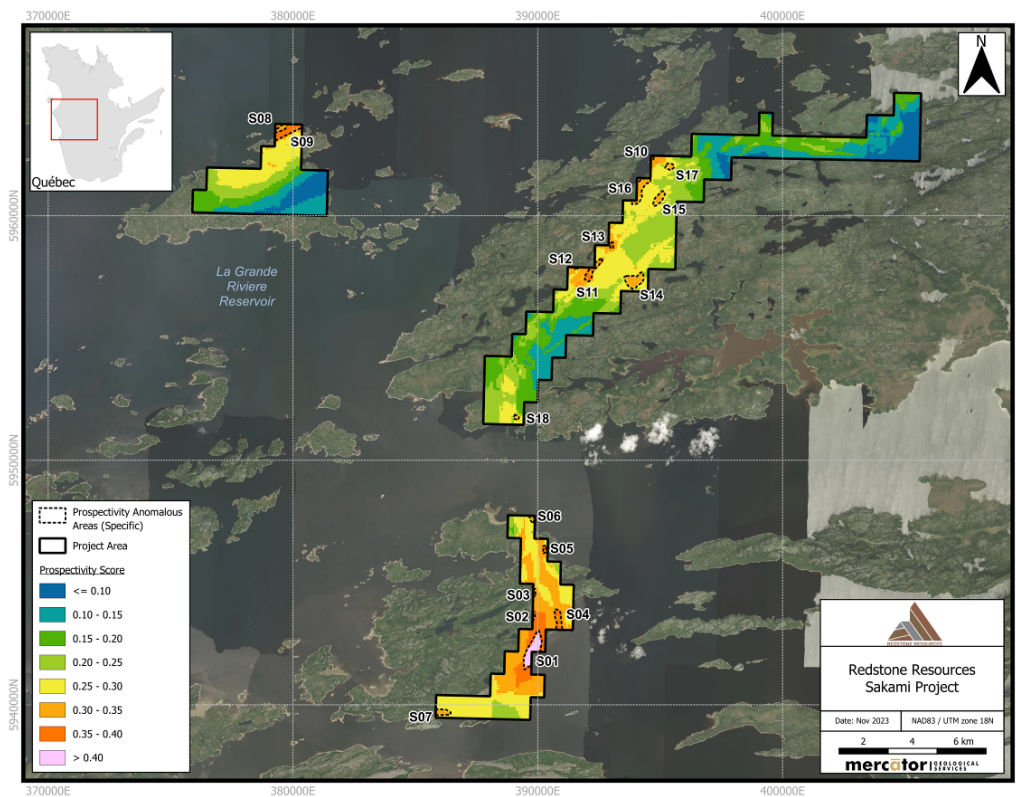 370000E 380000E 390000E 400000E
Québec
N
S08
S09
S10
S17
S16
S15
S13
S12
S11
S14
S18
La Grande
Riviere
Reservoir
5960000N
5950000N
5940000N
S06
S05
S03
S04
S02
S01
S07
Prospectivity Anomalous
Areas (Specific)
Project Area
Prospectivity Score
<= 0.10
0.10 - 0.15
0.15 - 0.20
0.20 - 0.25
0.25 - 0.30
0.30 - 0.35
0.35 - 0.40
> 0.40
REDSTONE RESOURCES
Redstone Resources
Sakami Project
Date: Nov 2023 NAD83 / UTM zone 18N
2 4 6 km
mercator GEOLOGICAL
SERVICES
370000E 380000E 390000E 400000E